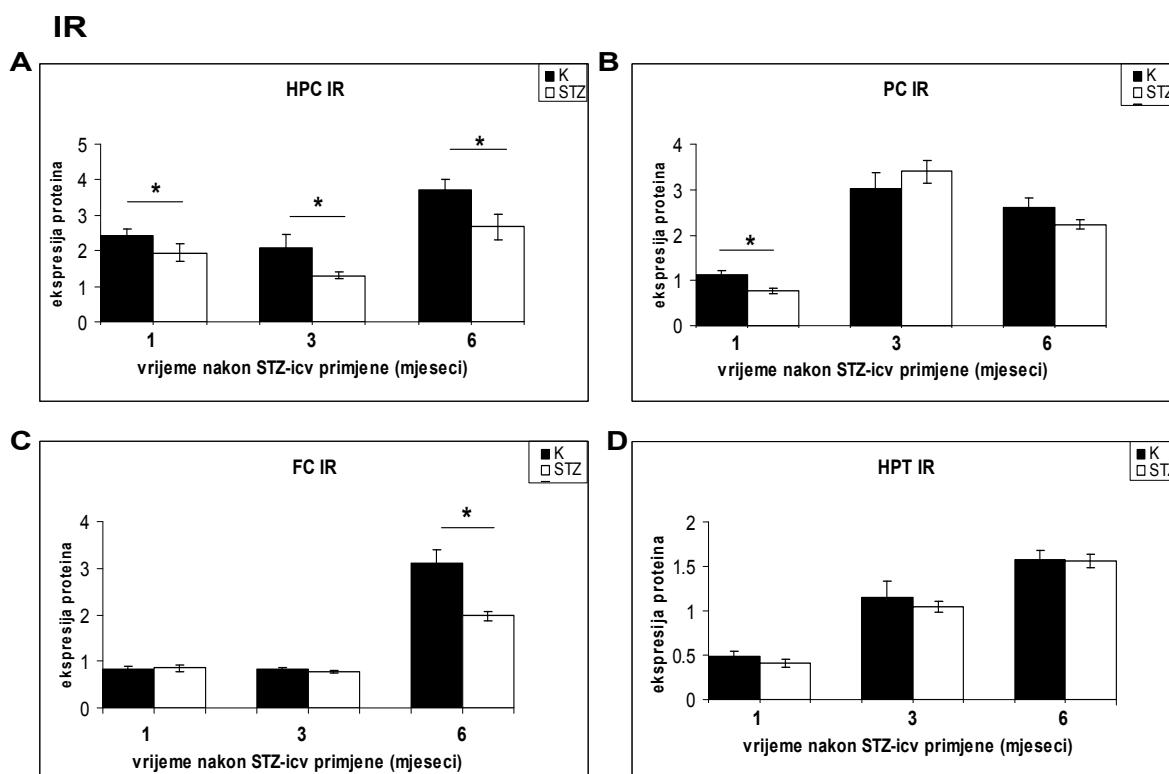 IR
A
HPC IR
K
STZ
ekspresija proteina
5
4
3
2
1
0
*
*
*
1 3 6
vrijeme nakon STZ-icv primjene (mjeseci)
B
PC IR
K
STZ
ekspresija proteina
4
3
2
1
0
*
1 3 6
vrijeme nakon STZ-icv primjene (mjeseci)
C
FC IR
K
STZ
ekspresija proteina
4
3
2
1
0
*
1 3 6
vrijeme nakon STZ-icv primjene (mjeseci)
D
HPT IR
K
STZ
ekspresija proteina
2
1.5
1
0.5
0
1 3 6
vrijeme nakon STZ-icv primjene (mjeseci)